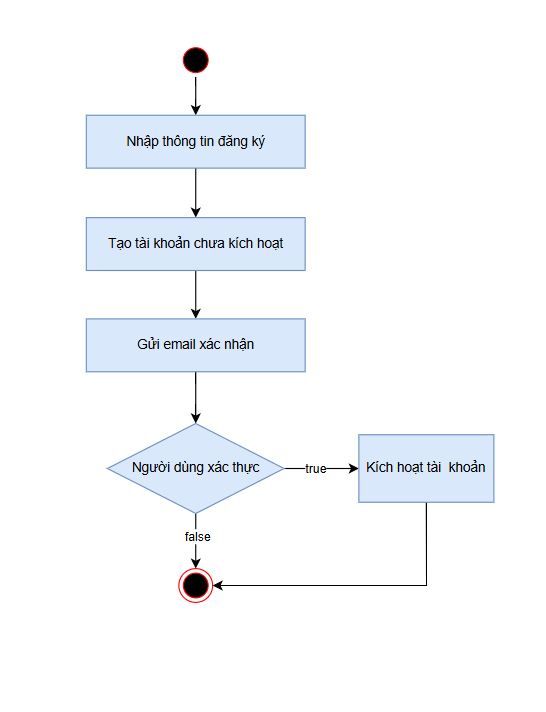 Nhập thông tin đăng ký
Tạo tài khoản chưa kích hoạt
Gửi email xác nhận
Người dùng xác thực
true
Kích hoạt tài khoản
false